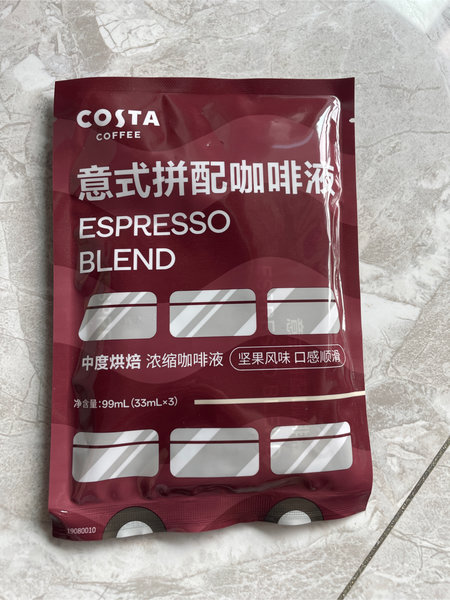 COSTA
COFFEE
意式拼配咖啡液
ESPRESSO
BLEND
中度烘焙 浓缩咖啡液 坚果风味 口感顺滑
净含量:99mL (33mL×3)
19080010